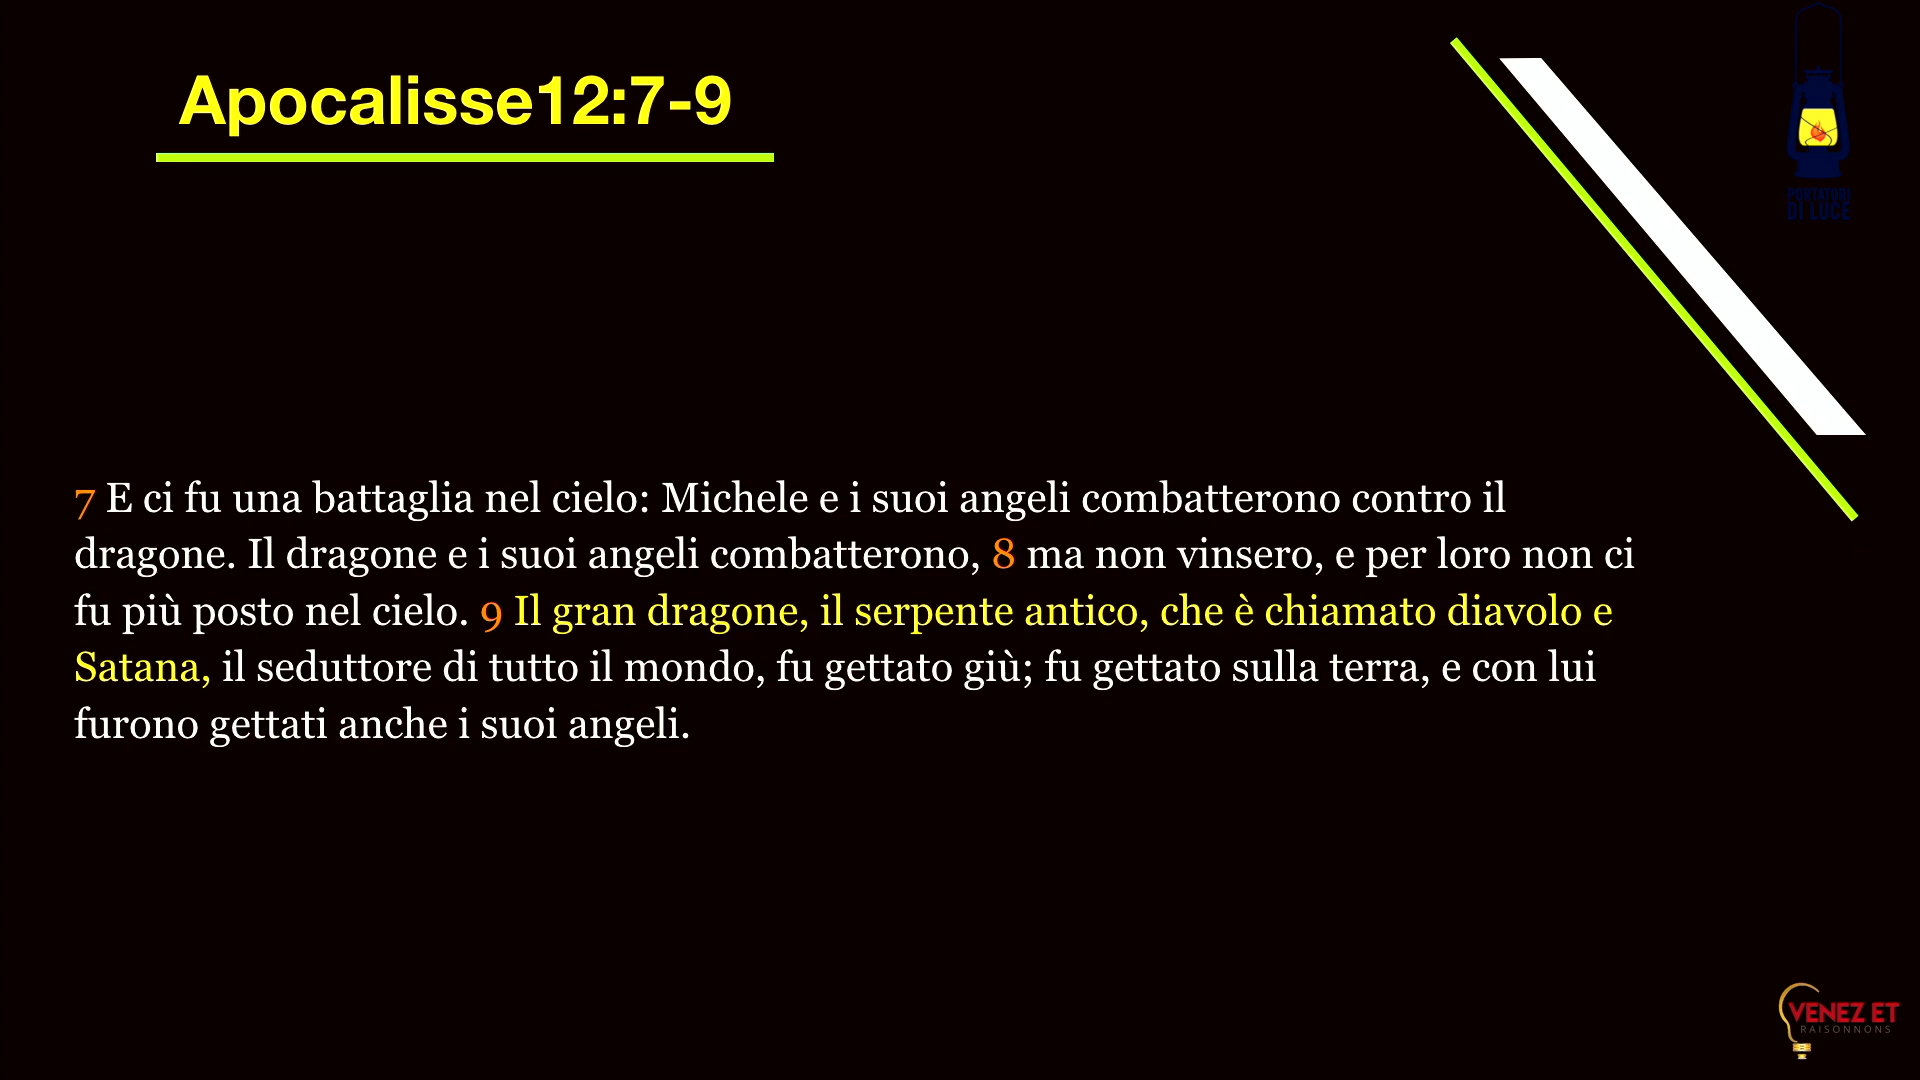 Apocalisse12:7-9
PORTATORI
DI LUCE
7 E ci fu una battaglia nel cielo: Michele e i suoi angeli combatterono contro il
dragone. Il dragone e i suoi angeli combatterono, 8 ma non vinsero, e per loro non ci
fu più posto nel cielo. 9 Il gran dragone, il serpente antico, che è chiamato diavolo e
Satana, il seduttore di tutto il mondo, fu gettato giù; fu gettato sulla terra, e con lui
furono gettati anche i suoi angeli.
VENEZ ET
RAISONNONS